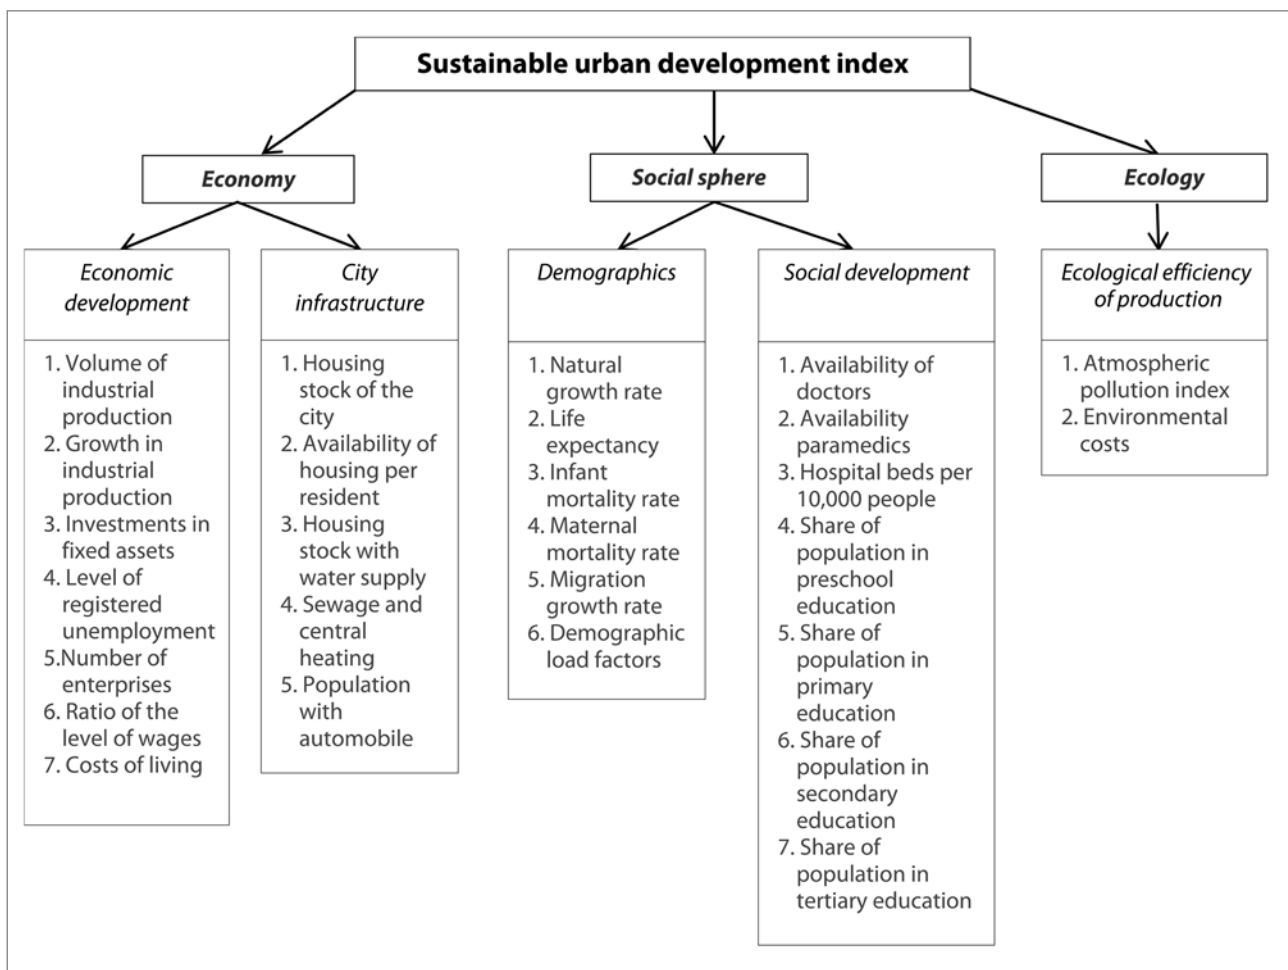 Sustainable urban development index
Economy
Social sphere
Ecology
Economic
development
1. Volume of
industrial
production
2. Growth in
industrial
production
3. Investments in
fixed assets
4. Level of
registered
unemployment
5.Number of
enterprises
6. Ratio of the
level of wages
7. Costs of living
City
infrastructure
1. Housing
stock of the
city
2. Availability of
housing per
resident
3. Housing
stock with
water supply
4. Sewage and
central
heating
5. Population
with
automobile
Demographics
1. Natural
growth rate
2. Life
expectancy
3. Infant
mortality rate
4. Maternal
mortality rate
5. Migration
growth rate
6. Demographic
load factors
Social development
1. Availability of
doctors
2. Availability
paramedics
3. Hospital beds per
10,000 people
4. Share of
population in
preschool
education
5. Share of
population in
primary
education
6. Share of
population in
secondary
education
7. Share of
population in
tertiary education
Ecological efficiency
of production
1. Atmospheric
pollution index
2. Environmental
costs